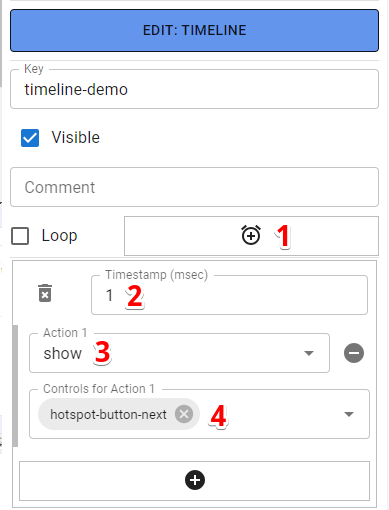 EDIT: TIMELINE
Key
timeline-demo
Visible
Comment
Loop
1
Timestamp (msec)
1 2
Action 1
show 3
Controls for Action 1
hotspot-button-next 4